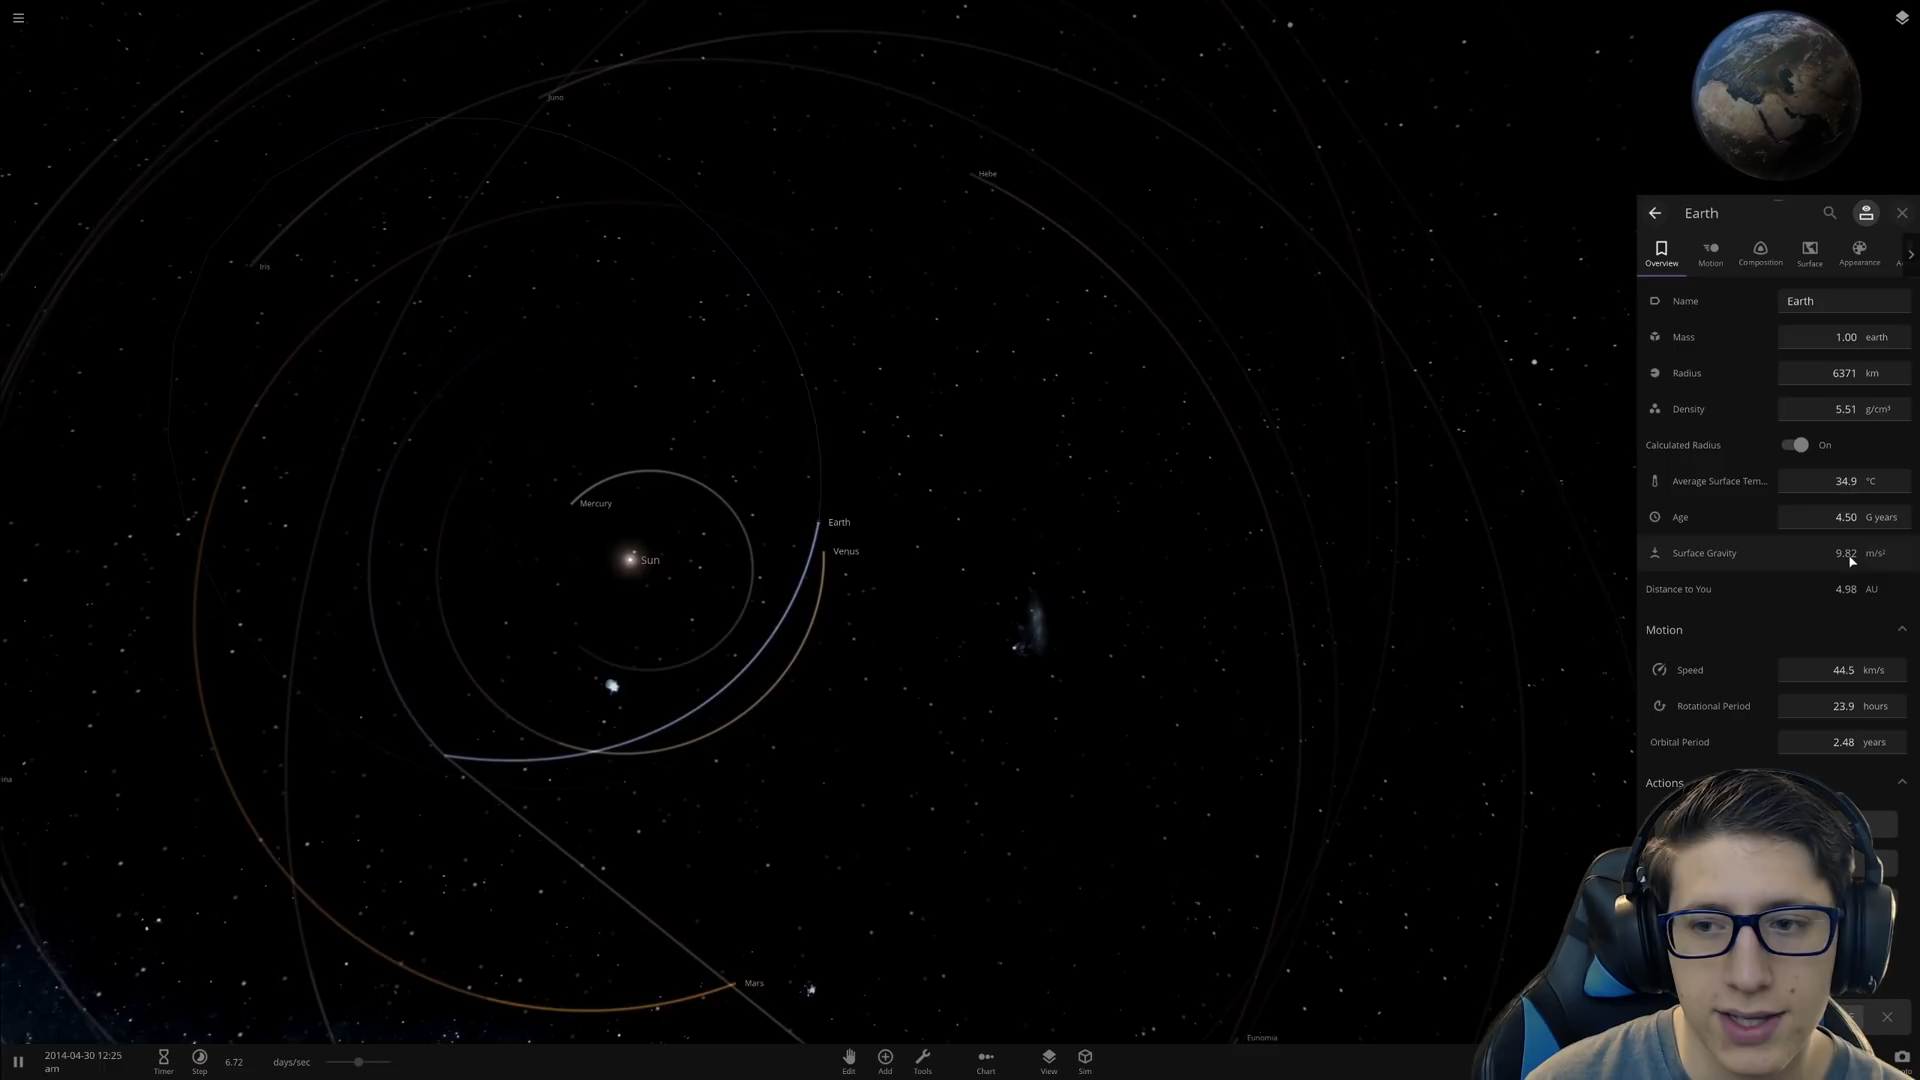 Juno
Hebe
Iris
Mercury
Earth
Venus
Sun
ina
Mars
Eunomia
Earth
Overview
Motion
Composition
Surface
Appearance
A
Name Earth
Mass 1.00 earth
Radius 6371 km
Density 5.51 g/cm³
Calculated Radius On
Average Surface Tem... 34.9 °C
Age 4.50 G years
Surface Gravity 9.82 m/s²
Distance to You 4.98 AU
Motion
Speed 44.5 km/s
Rotational Period 23.9 hours
Orbital Period 2.48 years
Actions
2014-04-30 12:25
am
Timer
Step
6.72 days/sec
Edit
Add
Tools
Chart
View
Sim